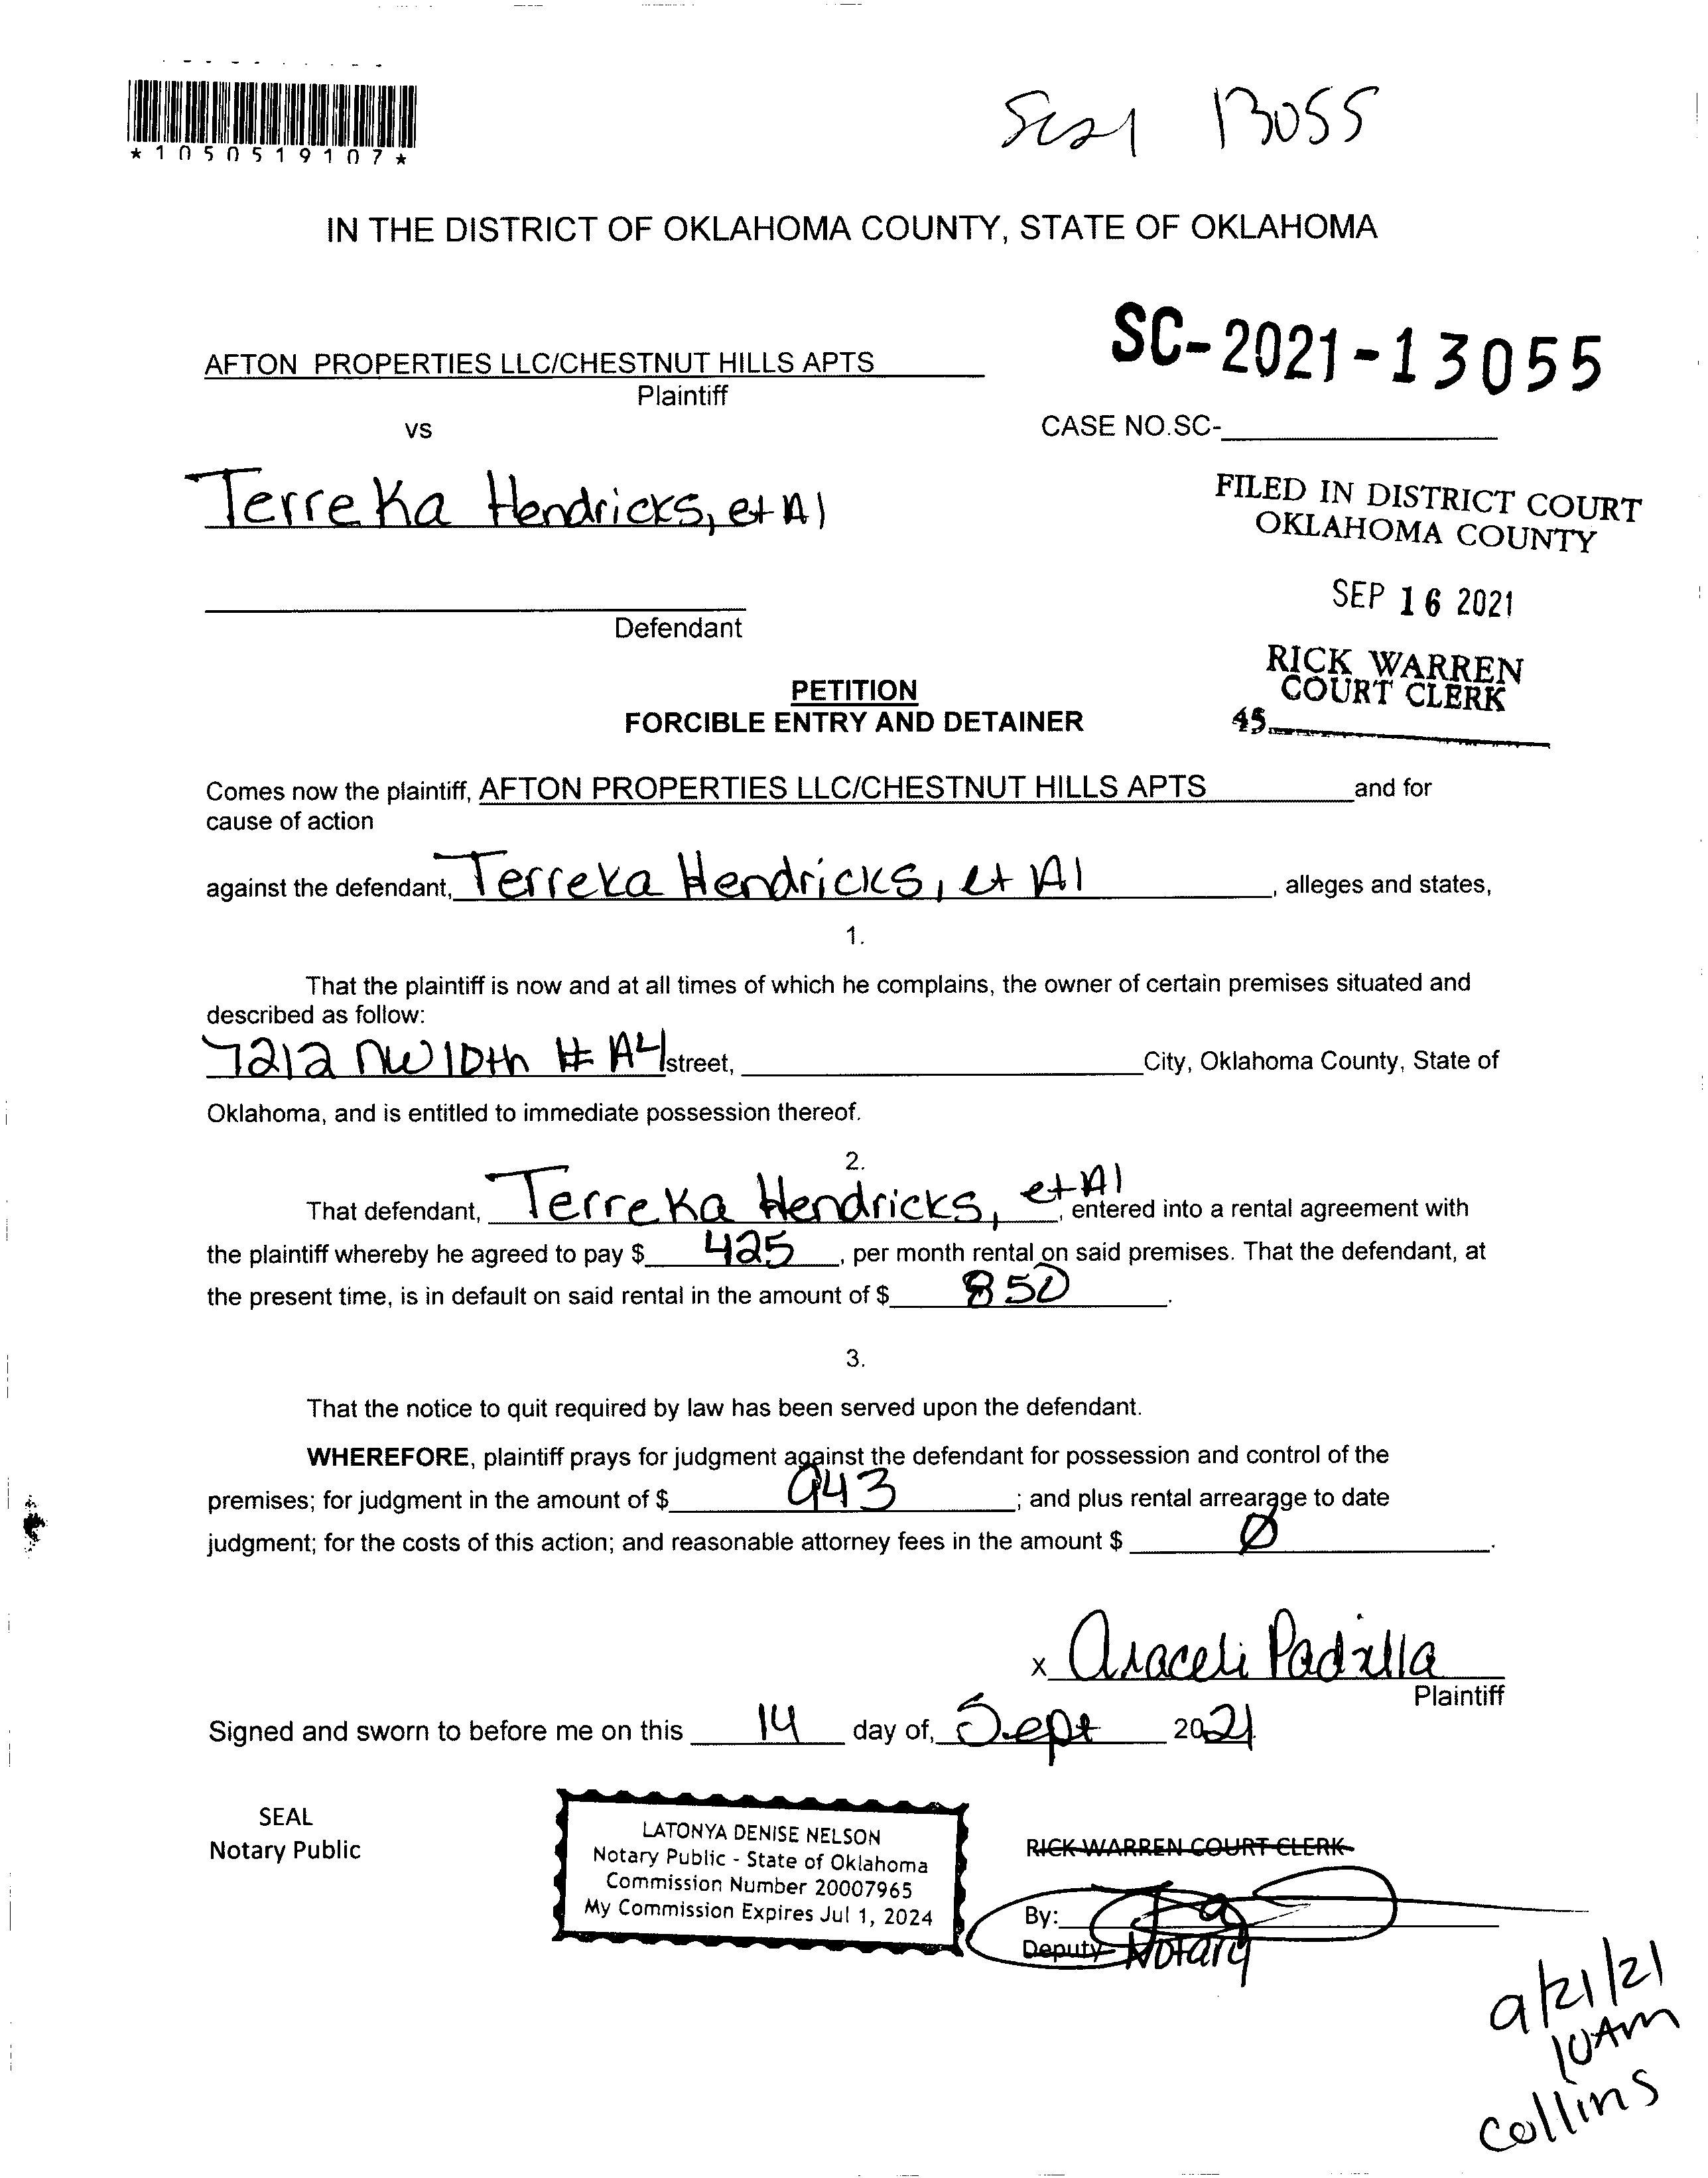 SC21 13055
*1050519107*
IN THE DISTRICT OF OKLAHOMA COUNTY, STATE OF OKLAHOMA
SC-2021-13055
AFTON PROPERTIES LLC/CHESTNUT HILLS APTS
Plaintiff
vs
CASE NO.SC-
Terreka Hendricks, et Al
FILED IN DISTRICT COURT
OKLAHOMA COUNTY
SEP 16 2021
Defendant
RICK WARREN
COURT CLERK
45
PETITION
FORCIBLE ENTRY AND DETAINER
Comes now the plaintiff, AFTON PROPERTIES LLC/CHESTNUT HILLS APTS and for
cause of action
against the defendant, Terreka Hendricks, et Al, alleges and states,
1.
That the plaintiff is now and at all times of which he complains, the owner of certain premises situated and
described as follow:
7212 NW 10th # A4 street, City, Oklahoma County, State of
Oklahoma, and is entitled to immediate possession thereof.
2.
That defendant, Terreka Hendricks, et Al, entered into a rental agreement with
the plaintiff whereby he agreed to pay $ 425, per month rental on said premises. That the defendant, at
the present time, is in default on said rental in the amount of $ 850.
3.
That the notice to quit required by law has been served upon the defendant.
WHEREFORE, plaintiff prays for judgment against the defendant for possession and control of the
premises; for judgment in the amount of $ 943; and plus rental arrearage to date
judgment; for the costs of this action; and reasonable attorney fees in the amount $ Ø.
x Araceli Padilla
Plaintiff
Signed and sworn to before me on this 14 day of, Sept 2021
SEAL
Notary Public
LATONYA DENISE NELSON
Notary Public - State of Oklahoma
Commission Number 20007965
My Commission Expires Jul 1, 2024
RICK WARREN COURT CLERK
By:
Deputy Notary
9/21/21
10AM
Collins